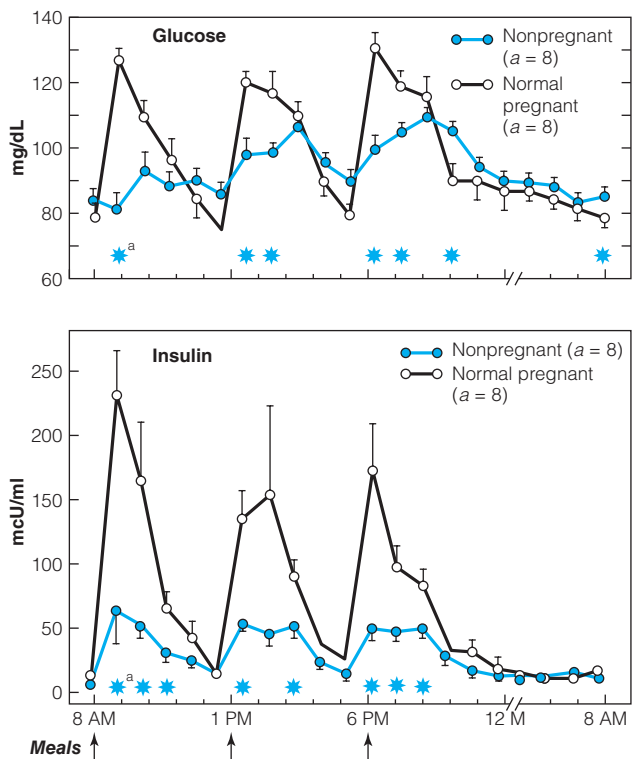 140
120
100
80
60
mg/dL
Glucose
Nonpregnant
(a = 8)
Normal
pregnant
(a = 8)
a
250
200
150
100
50
0
mcU/ml
Insulin
Nonpregnant (a = 8)
Normal pregnant
(a = 8)
a
8 AM 1 PM 6 PM 12 M 8 AM
Meals